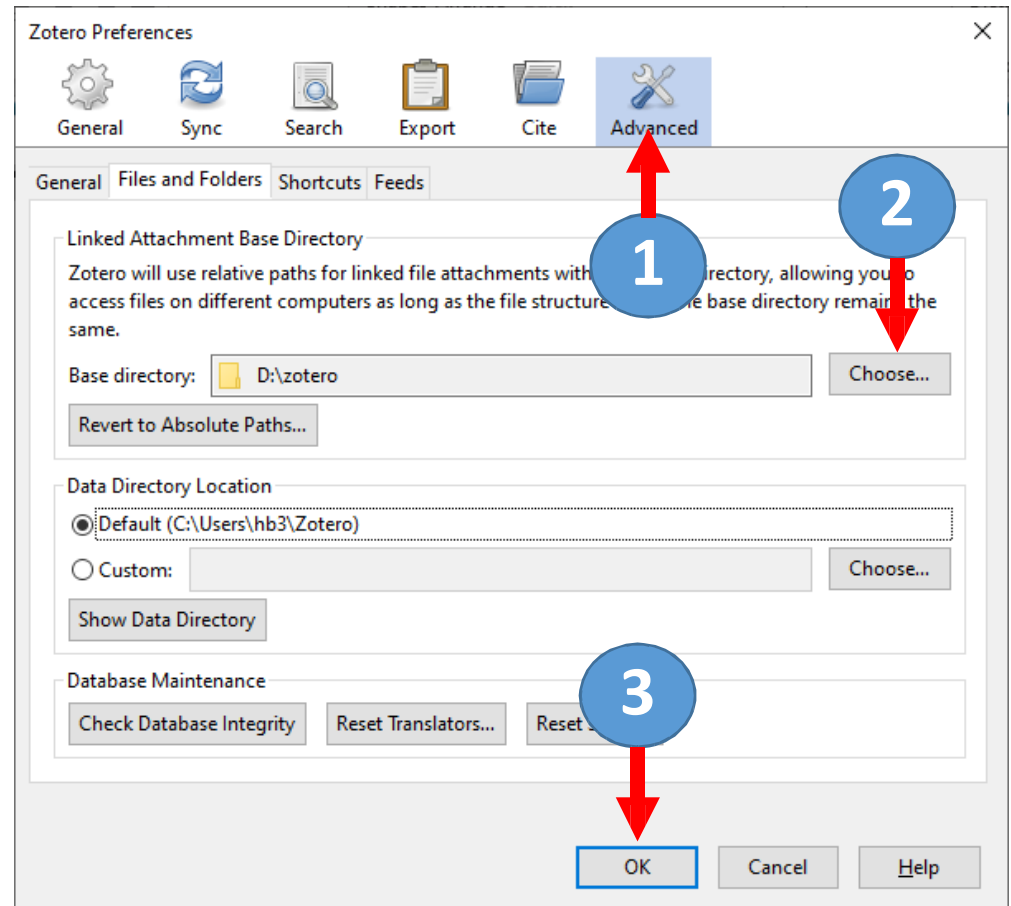 Zotero Preferences
General Sync Search Export Cite Advanced
General Files and Folders Shortcuts Feeds
2
1
Linked Attachment Base Directory
Zotero will use relative paths for linked file attachments with irectory, allowing you to
access files on different computers as long as the file structure e base directory remains the
same.
Base directory: D:\zotero Choose...
Revert to Absolute Paths...
Data Directory Location
Default (C:\Users\hb3\Zotero)
Custom: Choose...
Show Data Directory
3
Database Maintenance
Check Database Integrity Reset Translators... Reset
OK Cancel Help